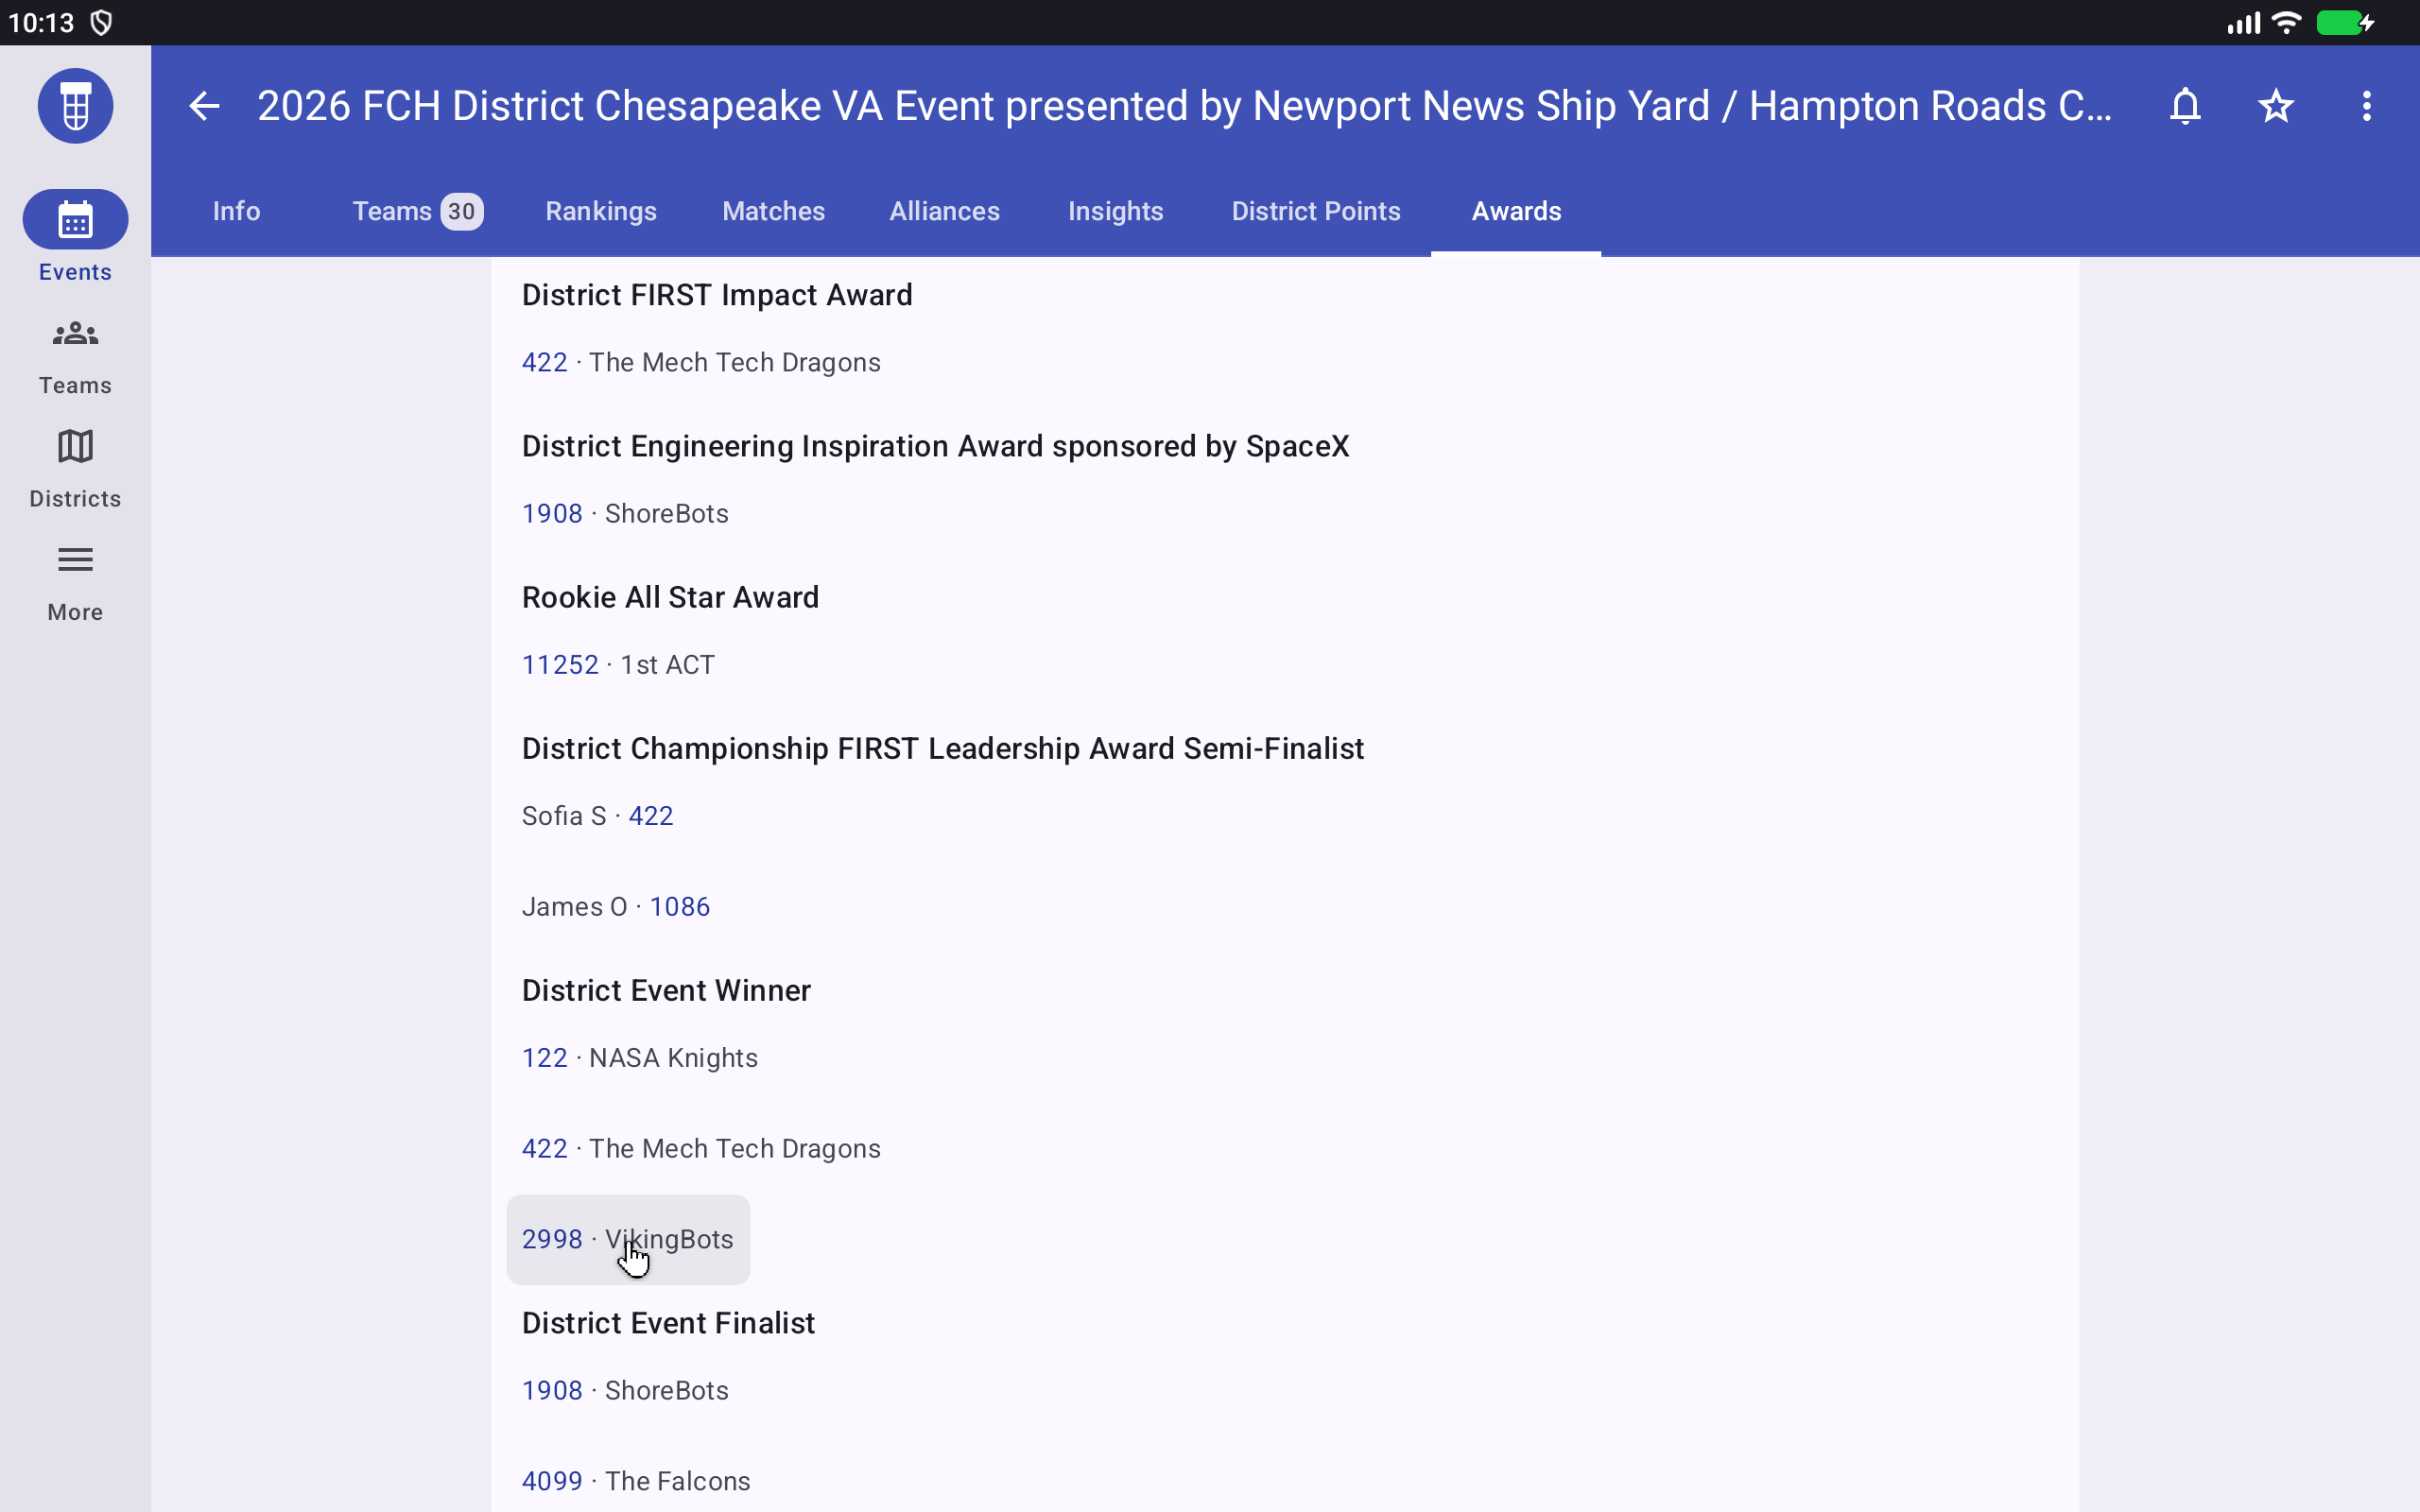 10:13
2026 FCH District Chesapeake VA Event presented by Newport News Ship Yard / Hampton Roads C...
Info
Teams 30
Rankings
Matches
Alliances
Insights
District Points
Awards
Events
Teams
Districts
More
District FIRST Impact Award
422 · The Mech Tech Dragons
District Engineering Inspiration Award sponsored by SpaceX
1908 · ShoreBots
Rookie All Star Award
11252 · 1st ACT
District Championship FIRST Leadership Award Semi-Finalist
Sofia S · 422
James O · 1086
District Event Winner
122 · NASA Knights
422 · The Mech Tech Dragons
2998 · VikingBots
District Event Finalist
1908 · ShoreBots
4099 · The Falcons